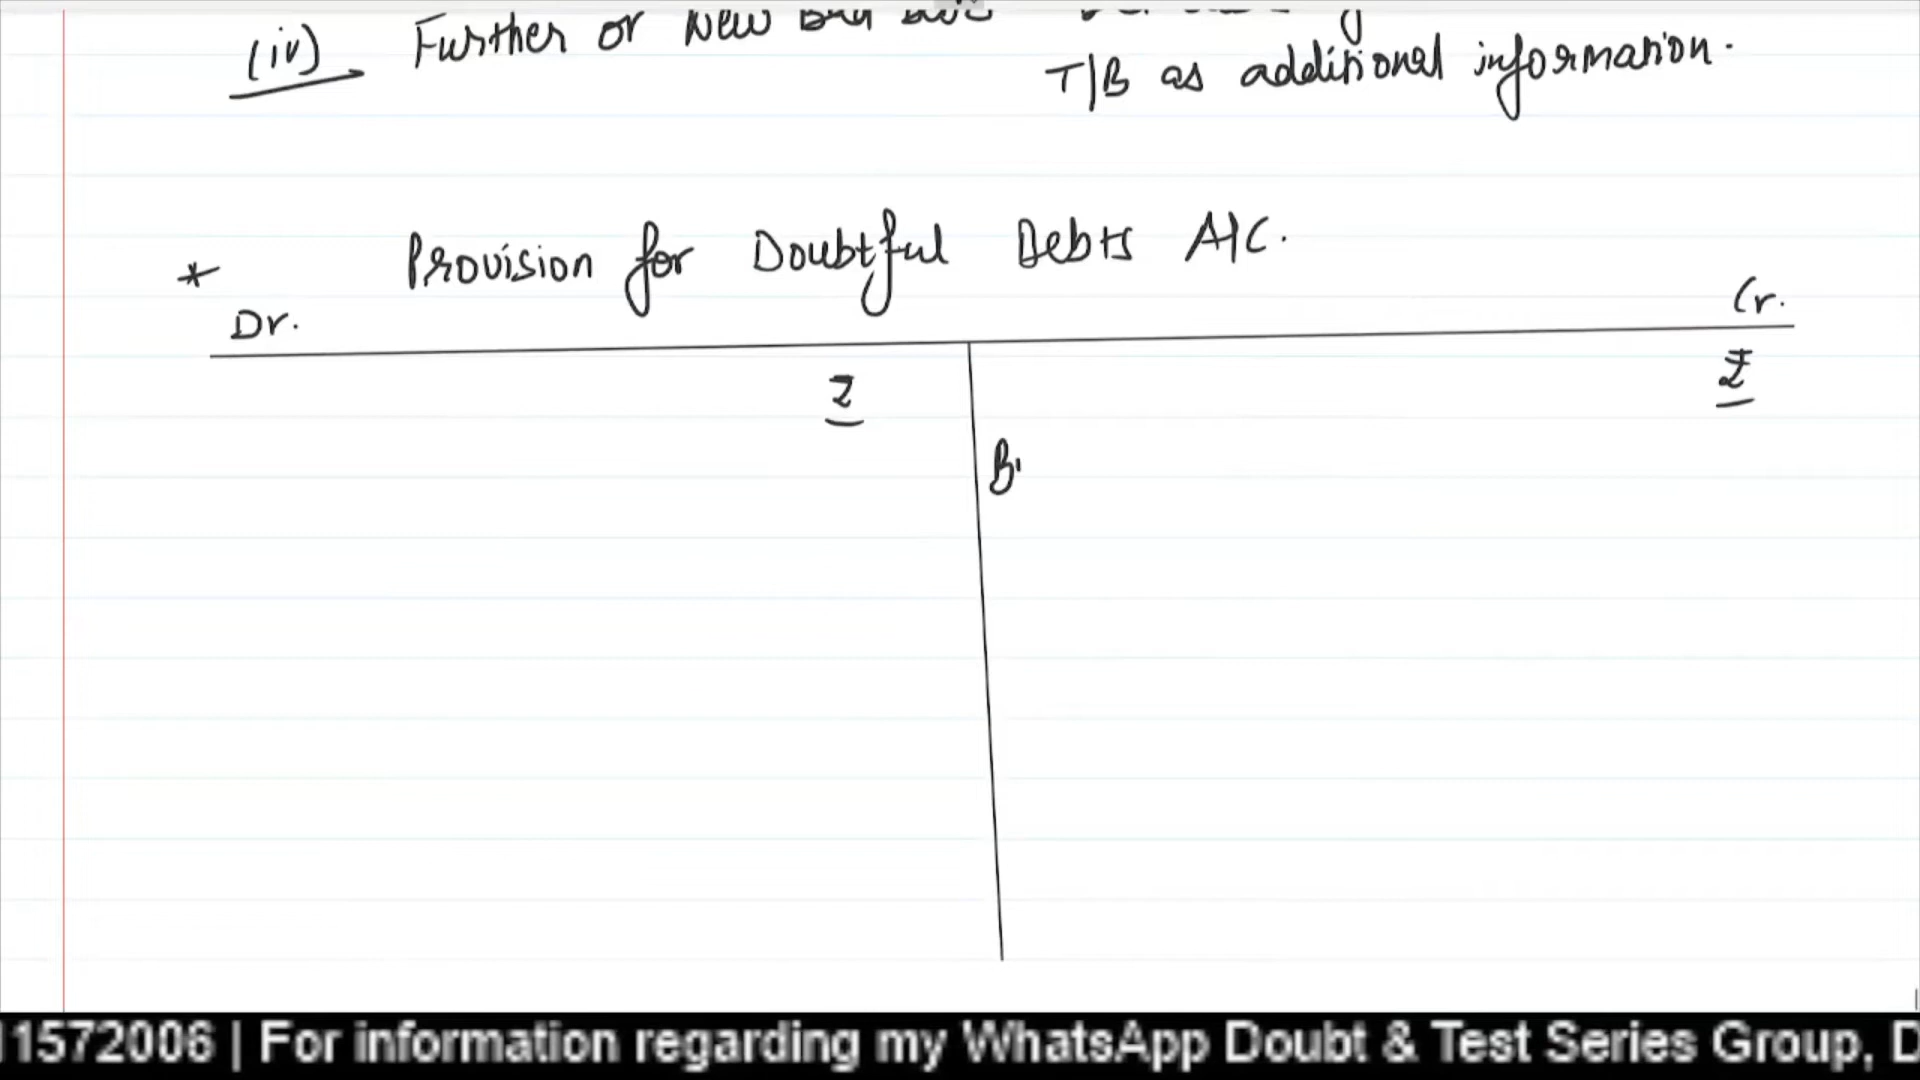 (iv) Further or New
T/B as additional information.
* Provision for Doubtful Debts A/C.
Dr. Cr.
₹ ₹
B
11572006 | For information regarding my WhatsApp Doubt & Test Series Group, D